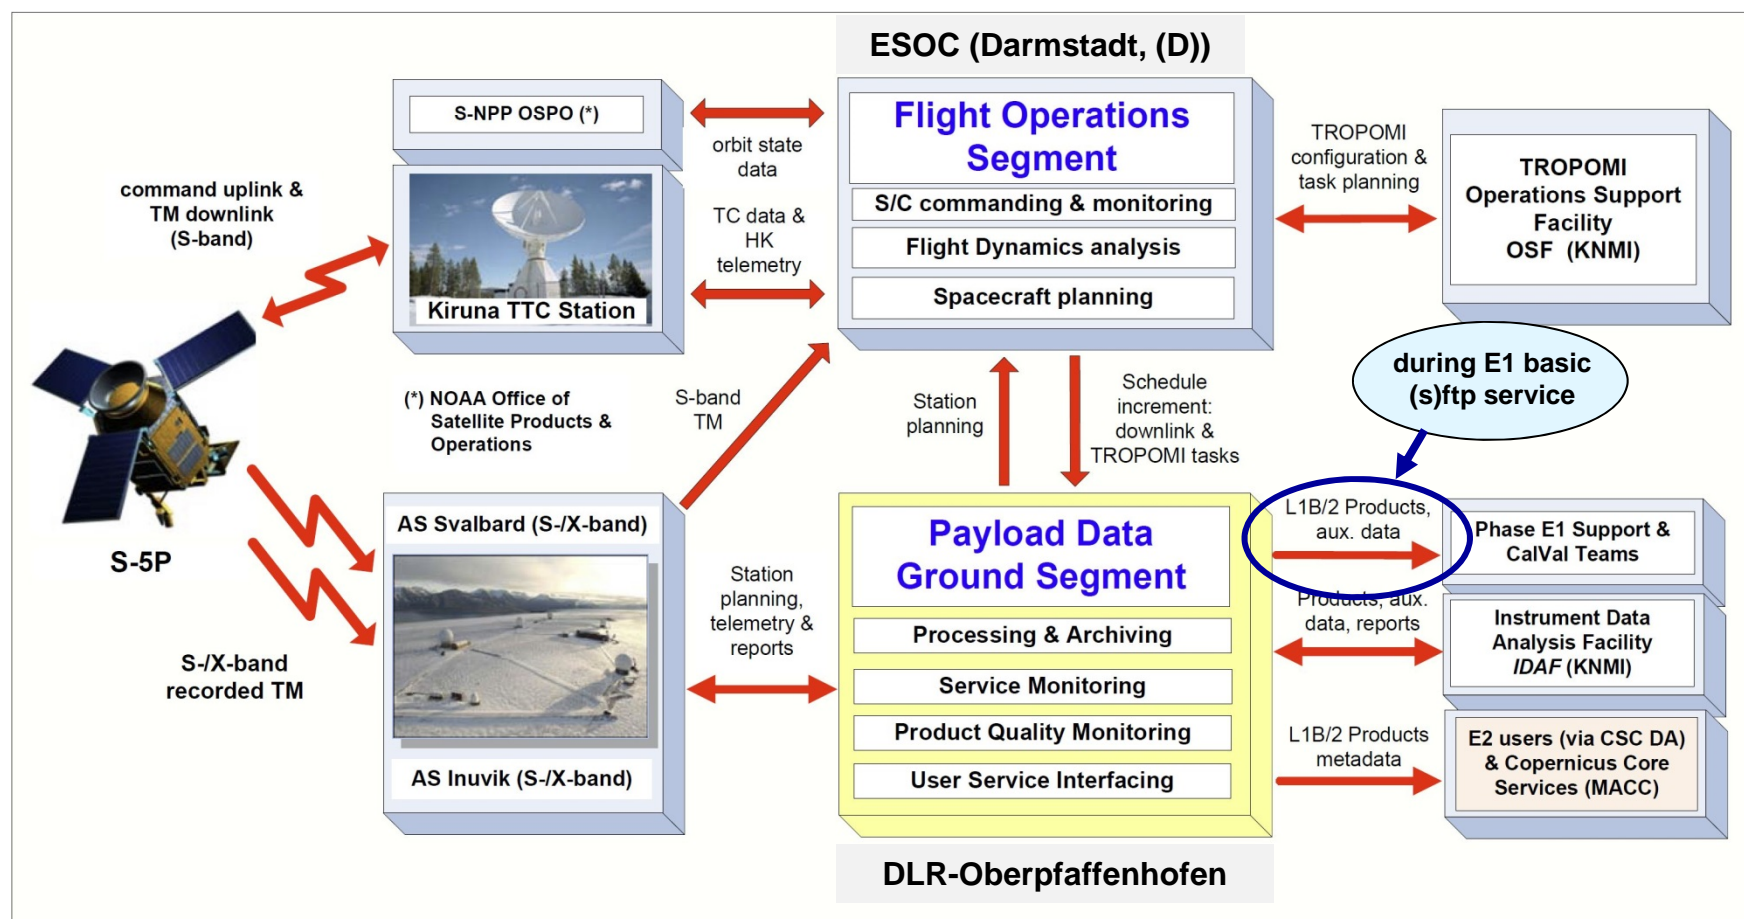 ESOC (Darmstadt, (D))
S-NPP OSPO (*)
orbit state
data
command uplink &
TM downlink
(S-band)
TC data &
HK
telemetry
Kiruna TTC Station
Flight Operations
Segment
S/C commanding & monitoring
Flight Dynamics analysis
Spacecraft planning
TROPOMI
configuration &
task planning
TROPOMI
Operations Support
Facility
OSF (KNMI)
during E1 basic
(s)ftp service
(*) NOAA Office of
Satellite Products &
Operations
S-band
TM
Station
planning
Schedule
increment:
downlink &
TROPOMI tasks
S-5P
S-/X-band
recorded TM
AS Svalbard (S-/X-band)
AS Inuvik (S-/X-band)
Station
planning,
telemetry &
reports
Payload Data
Ground Segment
Processing & Archiving
Service Monitoring
Product Quality Monitoring
User Service Interfacing
L1B/2 Products,
aux. data
Phase E1 Support &
CalVal Teams
Products, aux.
data, reports
Instrument Data
Analysis Facility
IDAF (KNMI)
L1B/2 Products
metadata
E2 users (via CSC DA)
& Copernicus Core
Services (MACC)
DLR-Oberpfaffenhofen